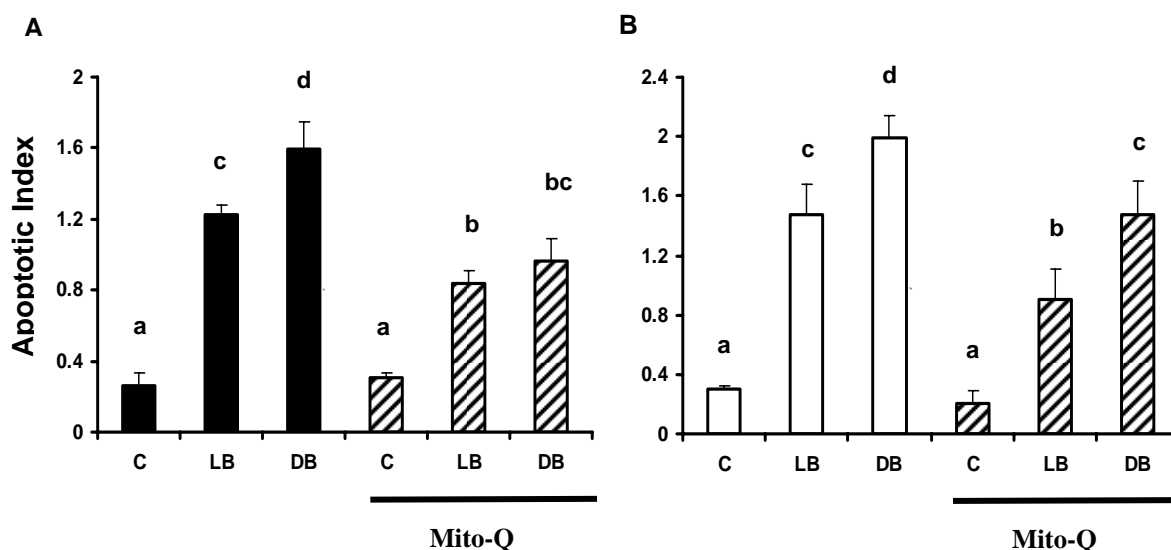 A
Apoptotic Index
2
1.6
1.2
0.8
0.4
0
a
c
d
a
b
bc
C LB DB C LB DB
Mito-Q
B
2.4
2
1.6
1.2
0.8
0.4
0
a
c
d
a
b
c
C LB DB C LB DB
Mito-Q